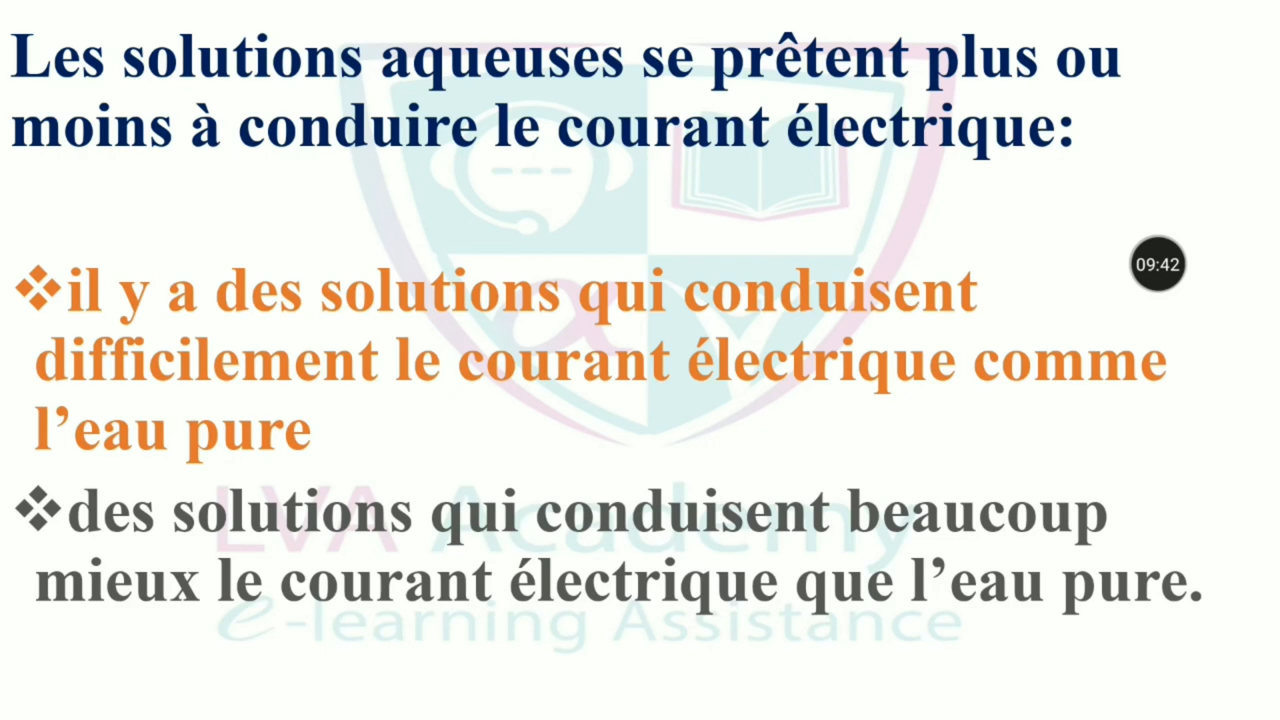 Les solutions aqueuses se prêtent plus ou
moins à conduire le courant électrique:
09:42
❖il y a des solutions qui conduisent
difficilement le courant électrique comme
l’eau pure
❖des solutions qui conduisent beaucoup
mieux le courant électrique que l’eau pure.
LVA Academy
e-learning Assistance